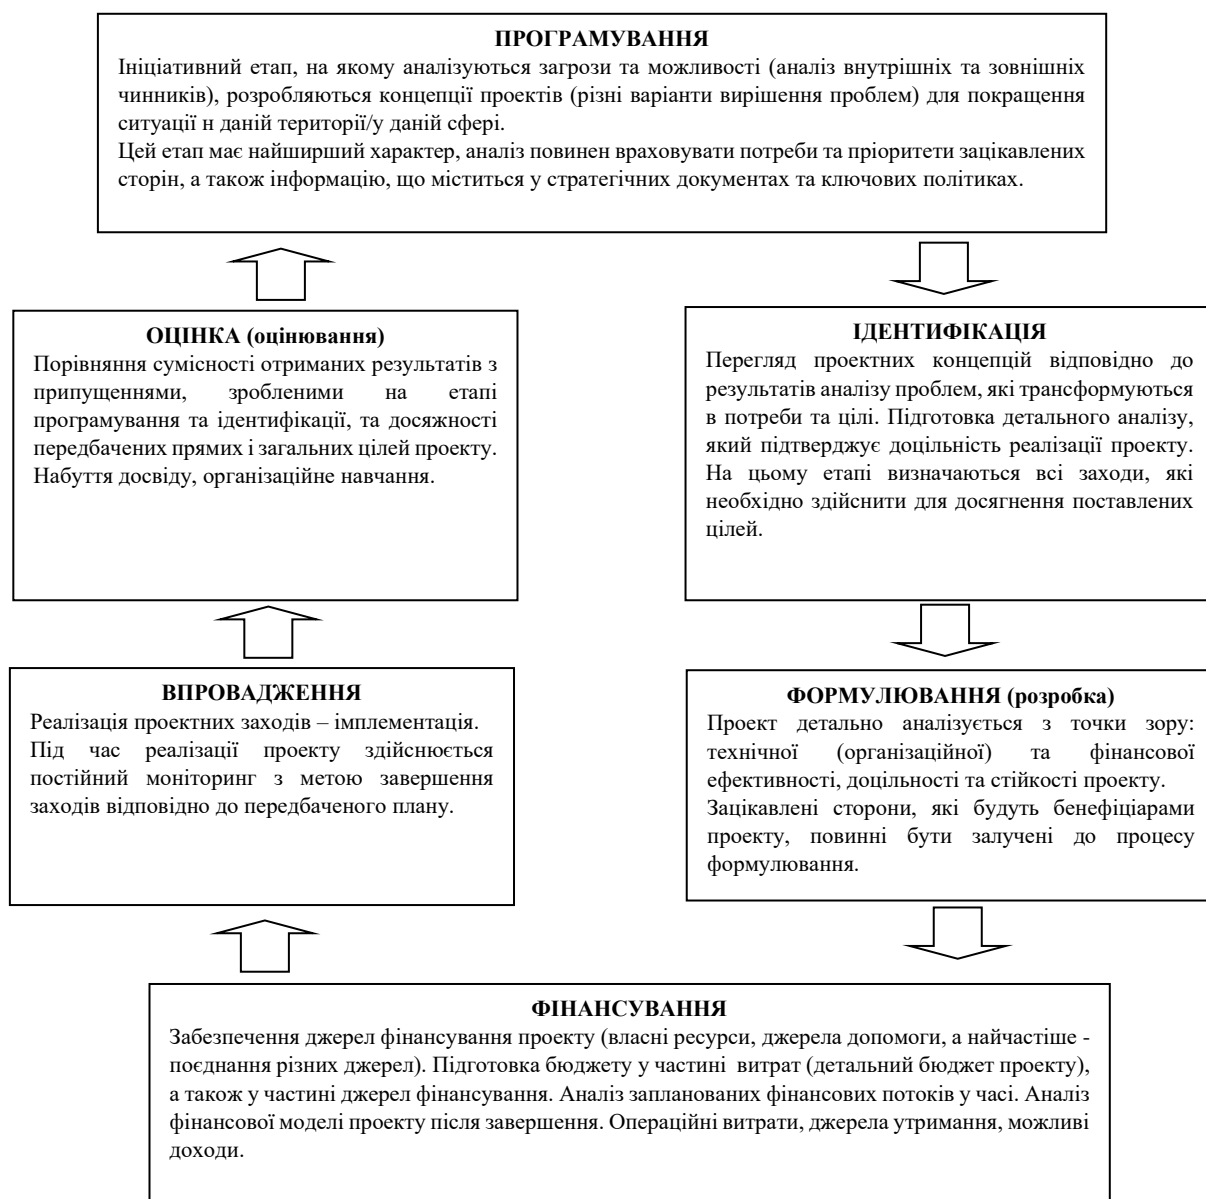 ПРОГРАМУВАННЯ
Ініціативний етап, на якому аналізуються загрози та можливості (аналіз внутрішніх та зовнішніх
чинників), розробляються концепції проектів (різні варіанти вирішення проблем) для покращення
ситуації н даній території/у даній сфері.
Цей етап має найширший характер, аналіз повинен враховувати потреби та пріоритети зацікавлених
сторін, а також інформацію, що міститься у стратегічних документах та ключових політиках.
ІДЕНТИФІКАЦІЯ
Перегляд проектних концепцій відповідно до
результатів аналізу проблем, які трансформуються
в потреби та цілі. Підготовка детального аналізу,
який підтверджує доцільність реалізації проекту.
На цьому етапі визначаються всі заходи, які
необхідно здійснити для досягнення поставлених
цілей.
ФОРМУЛЮВАННЯ (розробка)
Проект детально аналізується з точки зору:
технічної (організаційної) та фінансової
ефективності, доцільності та стійкості проекту.
Зацікавлені сторони, які будуть бенефіціарами
проекту, повинні бути залучені до процесу
формулювання.
ФІНАНСУВАННЯ
Забезпечення джерел фінансування проекту (власні ресурси, джерела допомоги, а найчастіше -
поєднання різних джерел). Підготовка бюджету у частині витрат (детальний бюджет проекту),
а також у частині джерел фінансування. Аналіз запланованих фінансових потоків у часі. Аналіз
фінансової моделі проекту після завершення. Операційні витрати, джерела утримання, можливі
доходи.
ВПРОВАДЖЕННЯ
Реалізація проектних заходів – імплементація.
Під час реалізації проекту здійснюється
постійний моніторинг з метою завершення
заходів відповідно до передбаченого плану.
ОЦІНКА (оцінювання)
Порівняння сумісності отриманих результатів з
припущеннями, зробленими на етапі
програмування та ідентифікації, та досяжності
передбачених прямих і загальних цілей проекту.
Набуття досвіду, організаційне навчання.